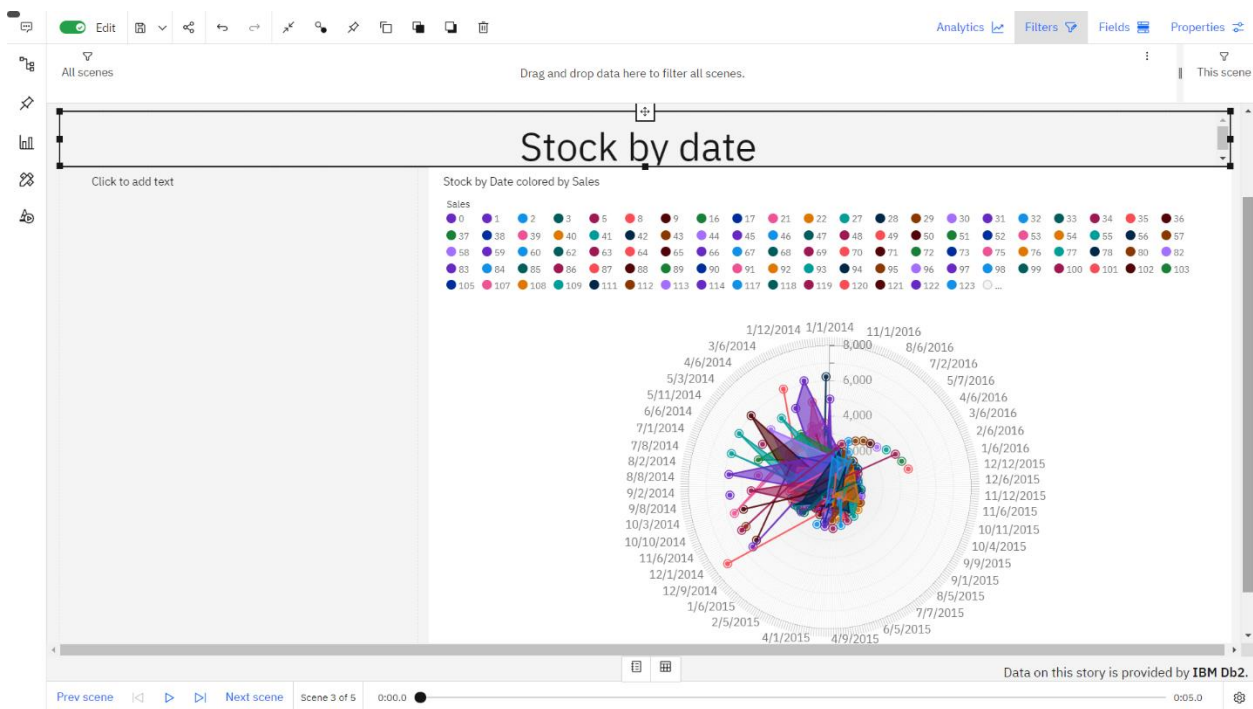 Edit
Analytics
Filters
Fields
Properties
All scenes
Drag and drop data here to filter all scenes.
This scene
Stock by date
Click to add text
Stock by Date colored by Sales
Sales
0 1 2 3 5 8 9 16 17 21 22 27 28 29 30 31 32 33 34 35 36
37 38 39 40 41 42 43 44 45 46 47 48 49 50 51 52 53 54 55 56 57
58 59 60 62 63 64 65 66 67 68 69 70 71 72 73 75 76 77 78 80 82
83 84 85 86 87 88 89 90 91 92 93 94 95 96 97 98 99 100 101 102 103
105 107 108 109 111 112 113 114 117 118 119 120 121 122 123 ...
1/12/2014 1/1/2014 11/1/2016
3/6/2014 8,000 8/6/2016
4/6/2014 7/2/2016
5/3/2014 6,000 5/7/2016
5/11/2014 4/6/2016
6/6/2014 4,000 3/6/2016
7/1/2014 2/6/2016
7/8/2014 1/6/2016
8/2/2014 12/12/2015
8/8/2014 12/6/2015
9/2/2014 11/12/2015
9/8/2014 11/6/2015
10/3/2014 10/11/2015
10/10/2014 10/4/2015
11/6/2014 9/9/2015
12/1/2014 9/1/2015
12/9/2014 8/5/2015
1/6/2015 7/7/2015
2/5/2015 6/5/2015
4/1/2015 4/9/2015
Data on this story is provided by IBM Db2.
Prev scene Next scene Scene 3 of 5 0:00.0 0:05.0